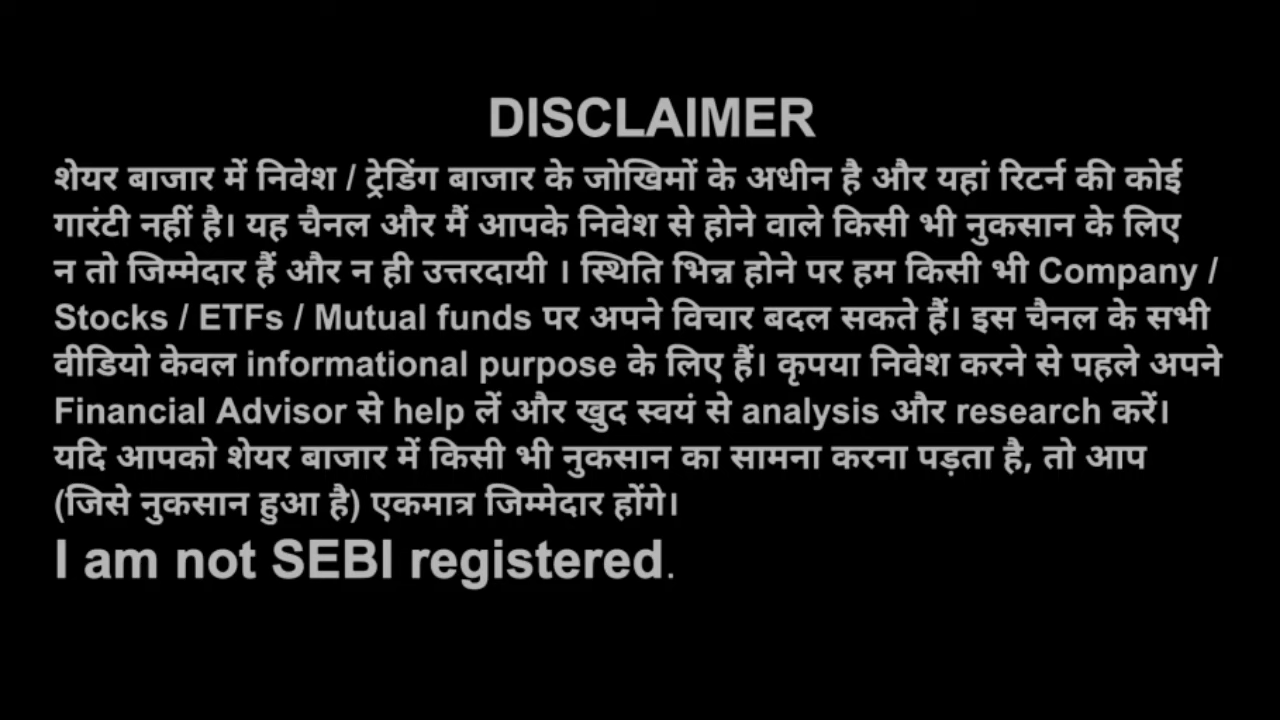 DISCLAIMER
शेयर बाजार में निवेश / ट्रेडिंग बाजार के जोखिमों के अधीन है और यहां रिटर्न की कोई
गारंटी नहीं है। यह चैनल और मैं आपके निवेश से होने वाले किसी भी नुकसान के लिए
न तो जिम्मेदार हैं और न ही उत्तरदायी । स्थिति भिन्न होने पर हम किसी भी Company /
Stocks / ETFs / Mutual funds पर अपने विचार बदल सकते हैं। इस चैनल के सभी
वीडियो केवल informational purpose के लिए हैं। कृपया निवेश करने से पहले अपने
Financial Advisor से help लें और खुद स्वयं से analysis और research करें।
यदि आपको शेयर बाजार में किसी भी नुकसान का सामना करना पड़ता है, तो आप
(जिसे नुकसान हुआ है) एकमात्र जिम्मेदार होंगे।
I am not SEBI registered.